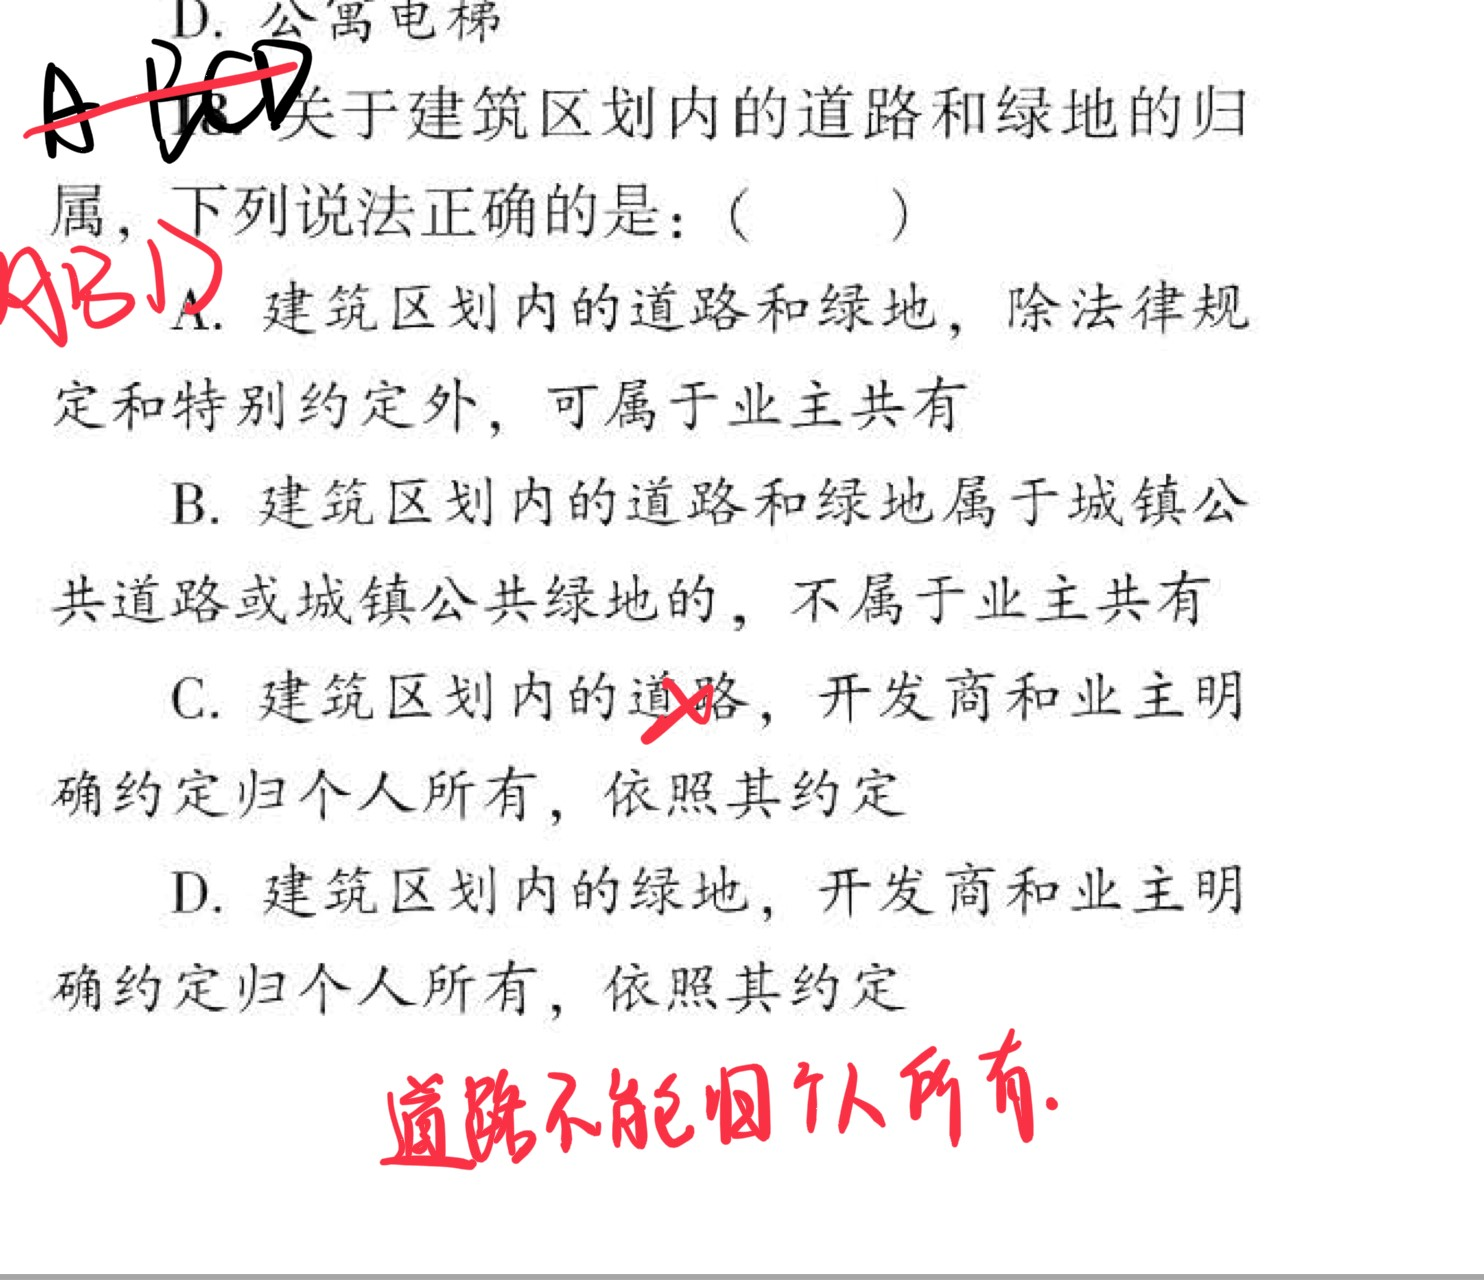 D. 公寓电梯
ABCD
18. 关于建筑区划内的道路和绿地的归
属，下列说法正确的是：（  ）
ABD
A. 建筑区划内的道路和绿地，除法律规
定和特别约定外，可属于业主共有
B. 建筑区划内的道路和绿地属于城镇公
共道路或城镇公共绿地的，不属于业主共有
C. 建筑区划内的道路，开发商和业主明
确约定归个人所有，依照其约定
D. 建筑区划内的绿地，开发商和业主明
确约定归个人所有，依照其约定
道路不能归个人所有.